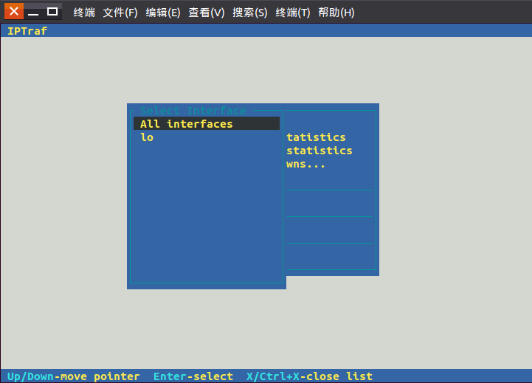 终端 文件(F) 编辑(E) 查看(V) 搜索(S) 终端(T) 帮助(H)
IPTraf
Select Interface
All interfaces
lo
tatistics
statistics
wns...
Up/Down-move pointer Enter-select X/Ctrl+X-close list